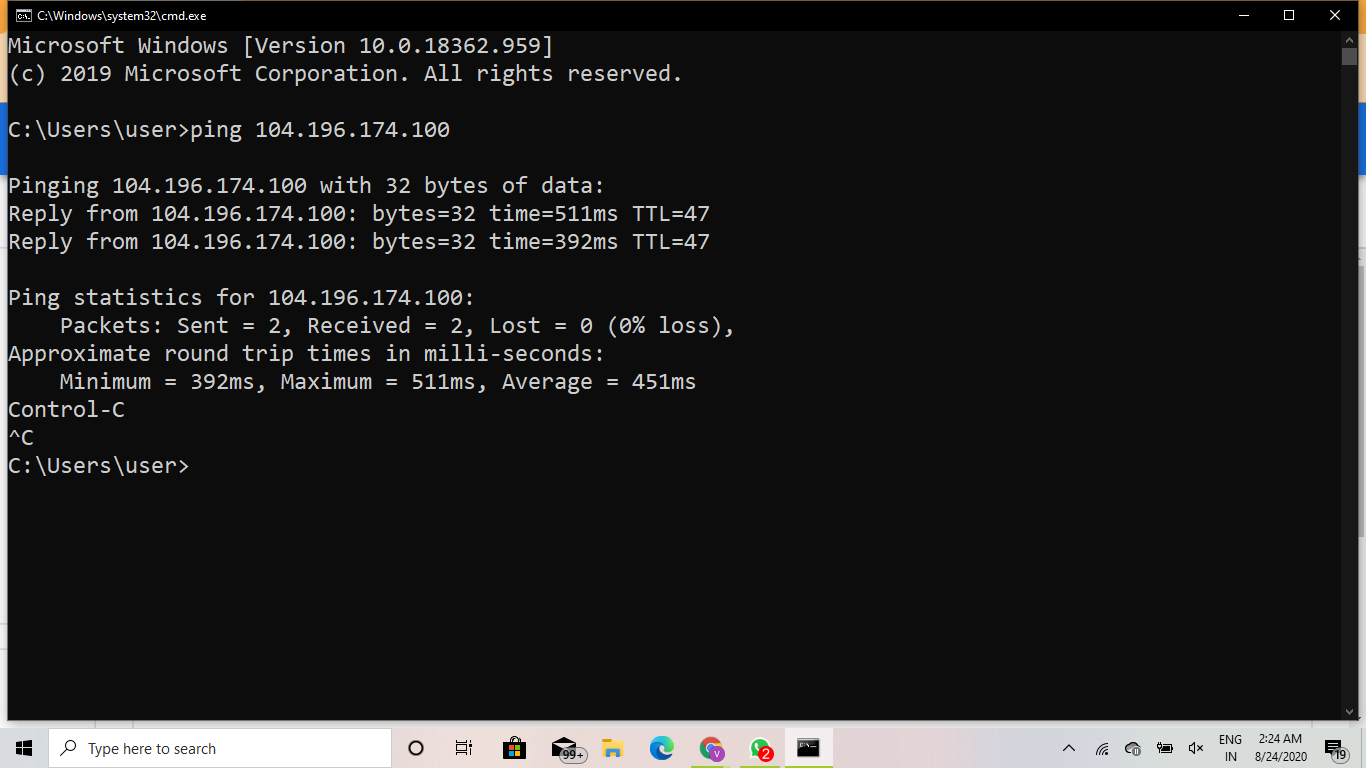 C:\Windows\system32\cmd.exe
Microsoft Windows [Version 10.0.18362.959]
(c) 2019 Microsoft Corporation. All rights reserved.
C:\Users\user>ping 104.196.174.100
Pinging 104.196.174.100 with 32 bytes of data:
Reply from 104.196.174.100: bytes=32 time=511ms TTL=47
Reply from 104.196.174.100: bytes=32 time=392ms TTL=47
Ping statistics for 104.196.174.100:
    Packets: Sent = 2, Received = 2, Lost = 0 (0% loss),
Approximate round trip times in milli-seconds:
    Minimum = 392ms, Maximum = 511ms, Average = 451ms
Control-C
^C
C:\Users\user>
Type here to search
99+
V
2
ENG
IN
2:24 AM
8/24/2020
19